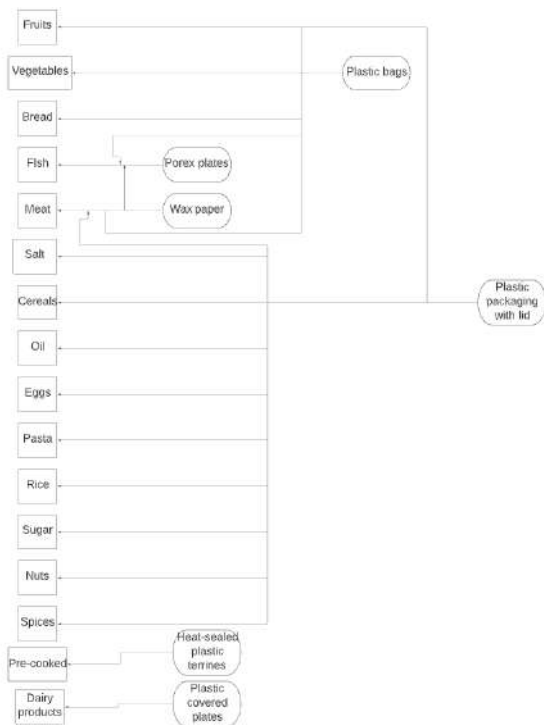 Fruits
Vegetables
Plastic bags
Bread
FIsh
Porex plates
Meat
Wax paper
Salt
Cereals
Plastic
packaging
with lid
Oil
Eggs
Pasta
Rice
Sugar
Nuts
Spices
Heat-sealed
plastic
terrines
Pre-cooked
Dairy
products
Plastic
covered
plates